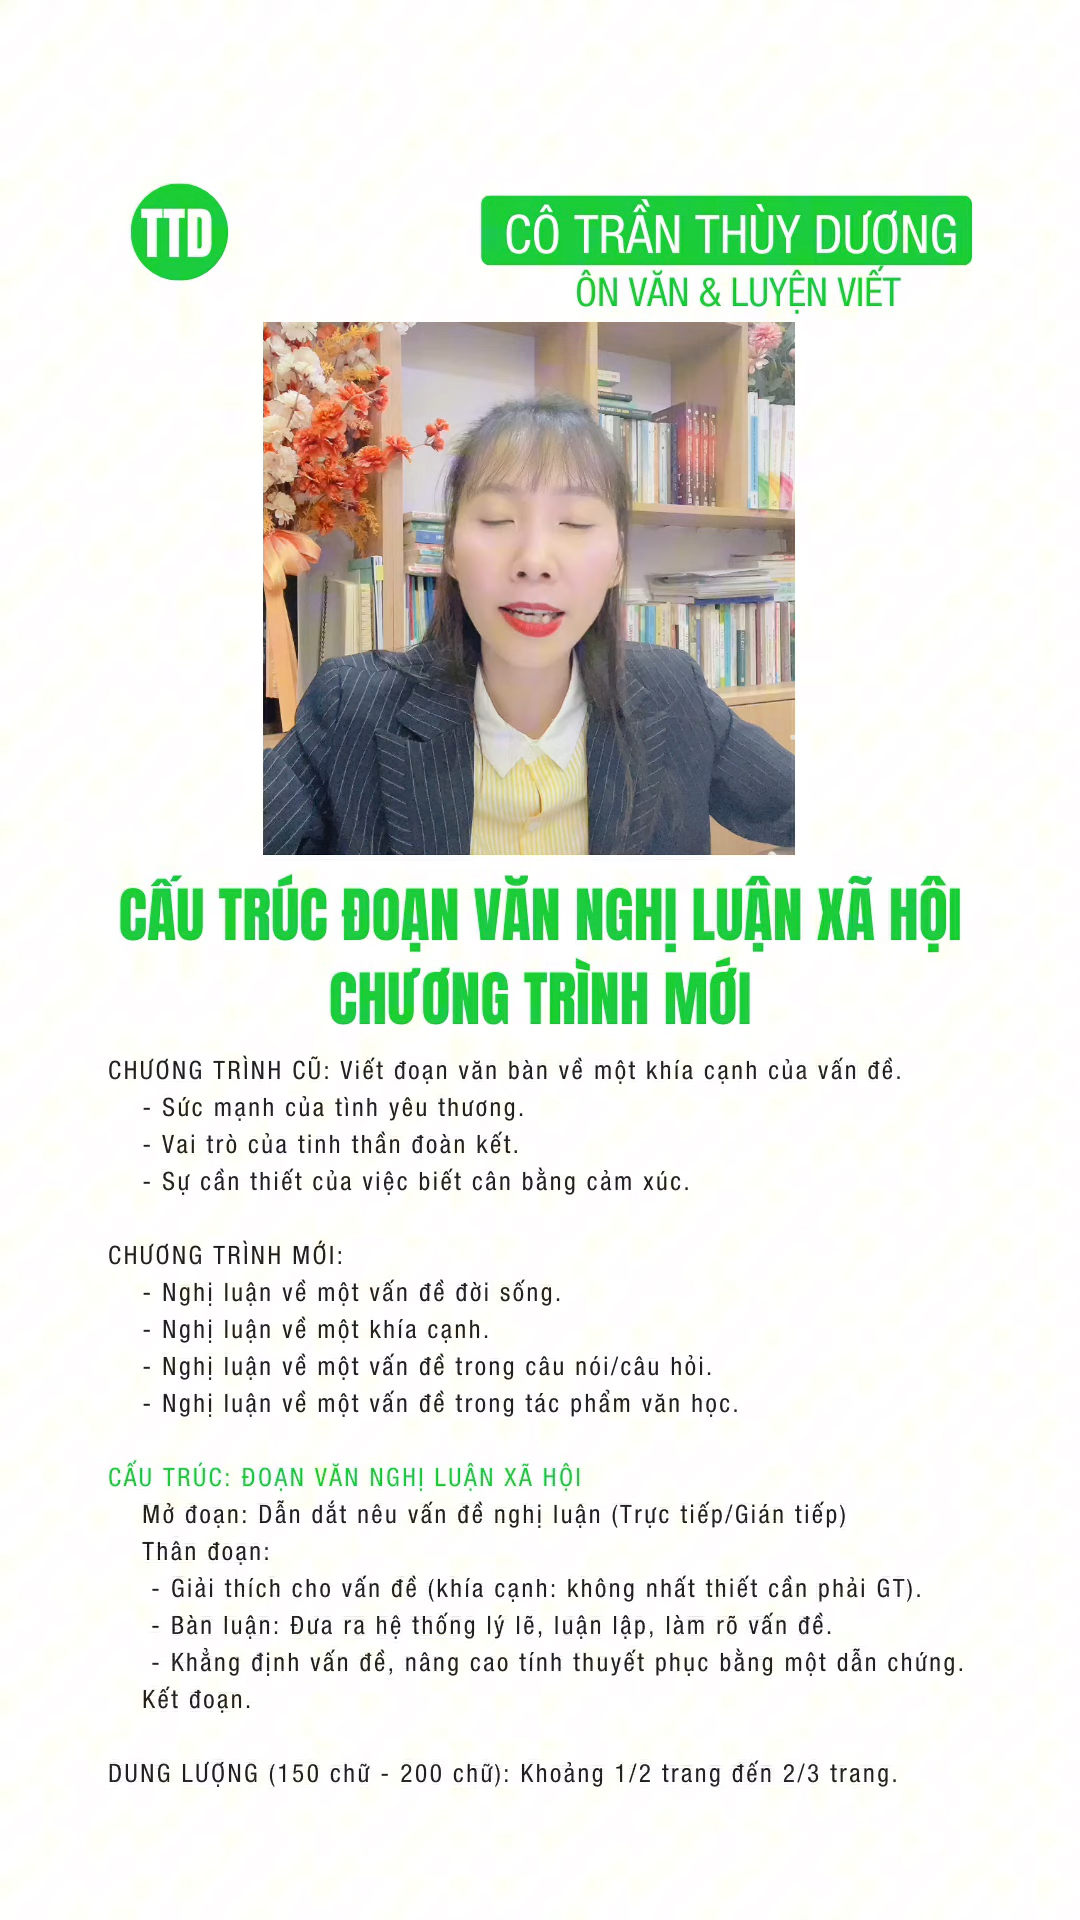 TTD
CÔ TRẦN THÙY DƯƠNG
ÔN VĂN & LUYỆN VIẾT
CẤU TRÚC ĐOẠN VĂN NGHỊ LUẬN XÃ HỘI
CHƯƠNG TRÌNH MỚI
CHƯƠNG TRÌNH CŨ: Viết đoạn văn bàn về một khía cạnh của vấn đề.
- Sức mạnh của tình yêu thương.
- Vai trò của tinh thần đoàn kết.
- Sự cần thiết của việc biết cân bằng cảm xúc.
CHƯƠNG TRÌNH MỚI:
- Nghị luận về một vấn đề đời sống.
- Nghị luận về một khía cạnh.
- Nghị luận về một vấn đề trong câu nói/câu hỏi.
- Nghị luận về một vấn đề trong tác phẩm văn học.
CẤU TRÚC: ĐOẠN VĂN NGHỊ LUẬN XÃ HỘI
Mở đoạn: Dẫn dắt nêu vấn đề nghị luận (Trực tiếp/Gián tiếp)
Thân đoạn:
- Giải thích cho vấn đề (khía cạnh: không nhất thiết cần phải GT).
- Bàn luận: Đưa ra hệ thống lý lẽ, luận lập, làm rõ vấn đề.
- Khẳng định vấn đề, nâng cao tính thuyết phục bằng một dẫn chứng.
Kết đoạn.
DUNG LƯỢNG (150 chữ - 200 chữ): Khoảng 1/2 trang đến 2/3 trang.